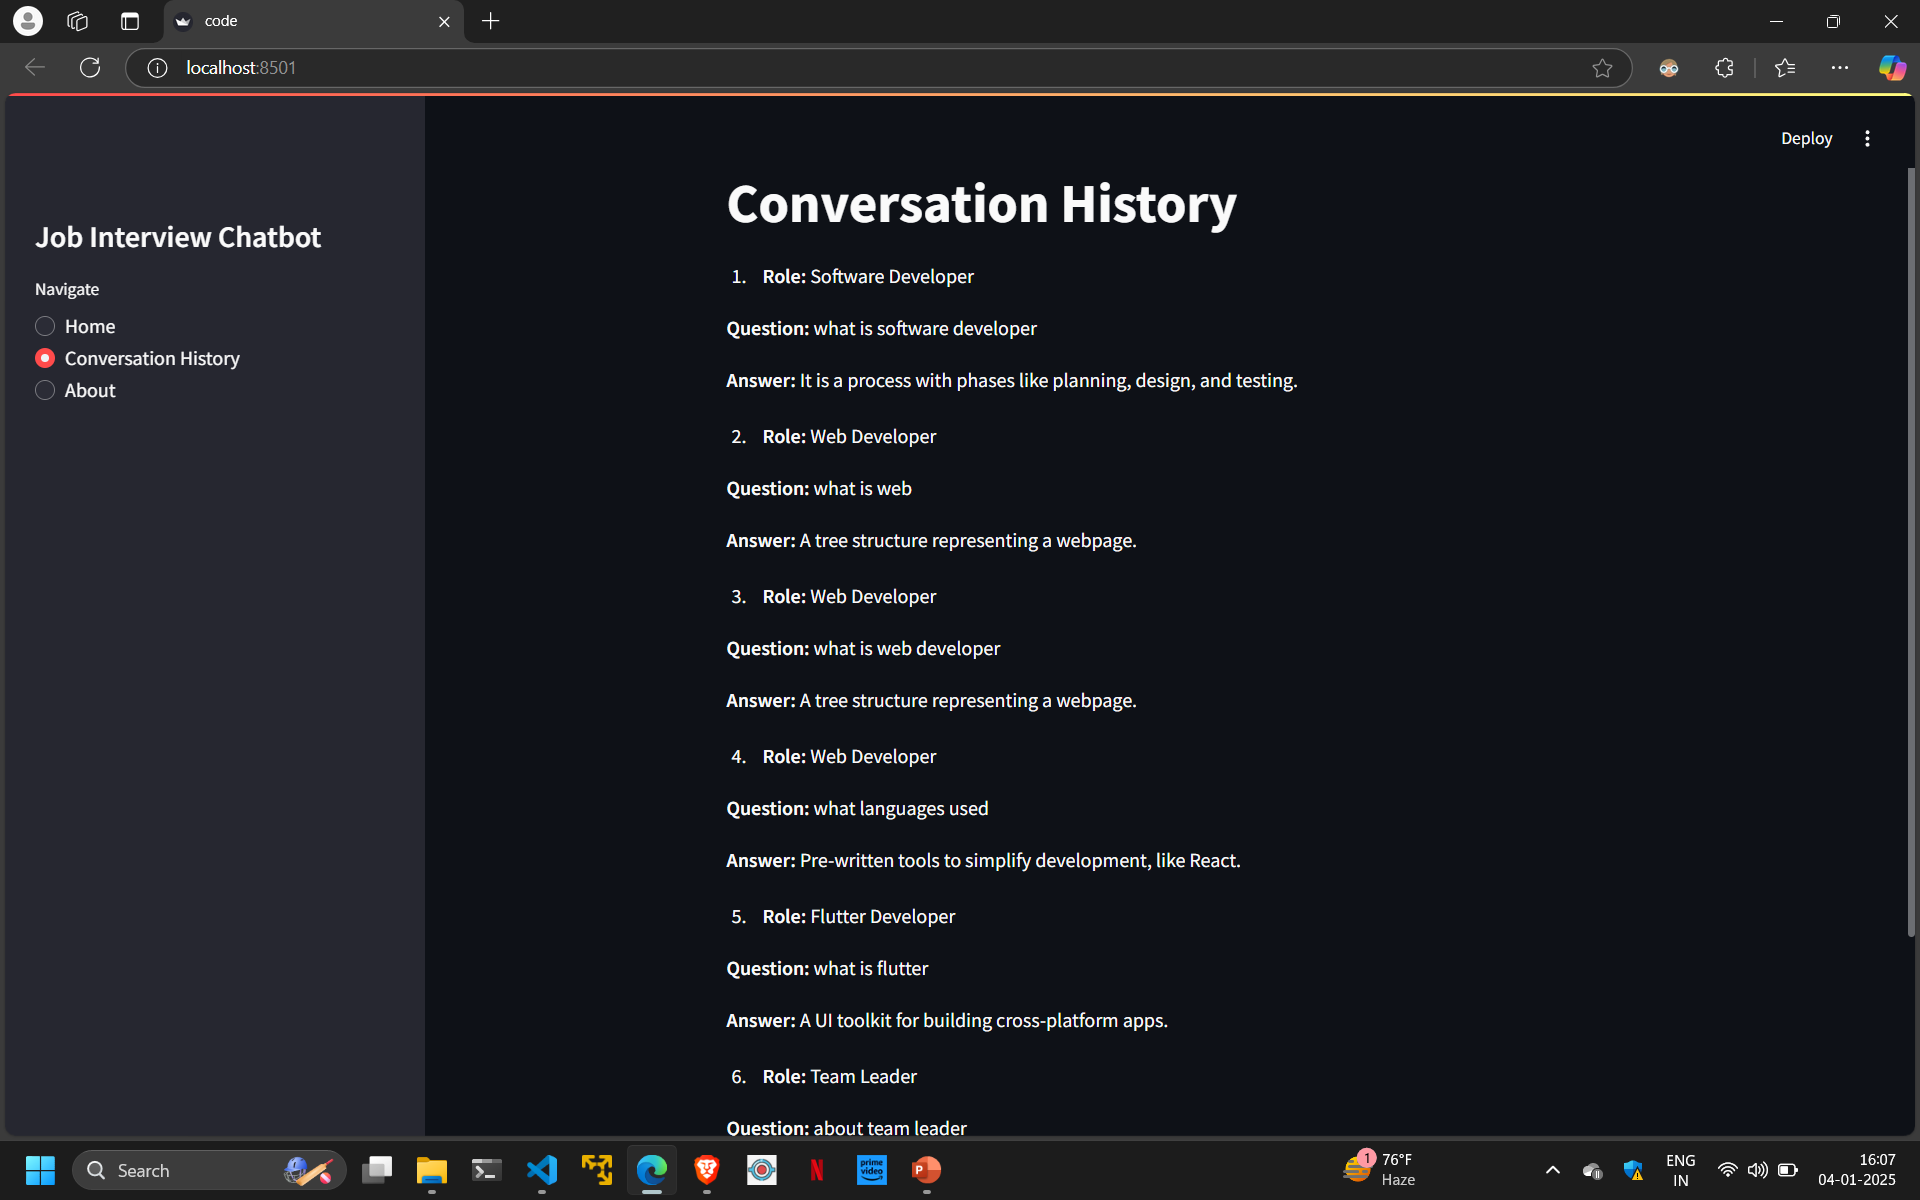 code
localhost:8501
Deploy
Job Interview Chatbot
Navigate
Home
Conversation History
About
Conversation History
1. Role: Software Developer
Question: what is software developer
Answer: It is a process with phases like planning, design, and testing.
2. Role: Web Developer
Question: what is web
Answer: A tree structure representing a webpage.
3. Role: Web Developer
Question: what is web developer
Answer: A tree structure representing a webpage.
4. Role: Web Developer
Question: what languages used
Answer: Pre-written tools to simplify development, like React.
5. Role: Flutter Developer
Question: what is flutter
Answer: A UI toolkit for building cross-platform apps.
6. Role: Team Leader
Question: about team leader
Search
N
prime
video
P
1
76°F
Haze
ENG
IN
16:07
04-01-2025